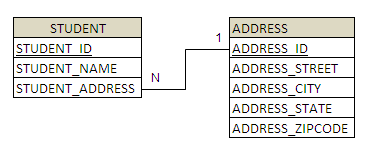 STUDENT
STUDENT_ID
STUDENT_NAME
STUDENT_ADDRESS
N
1
ADDRESS
ADDRESS_ID
ADDRESS_STREET
ADDRESS_CITY
ADDRESS_STATE
ADDRESS_ZIPCODE